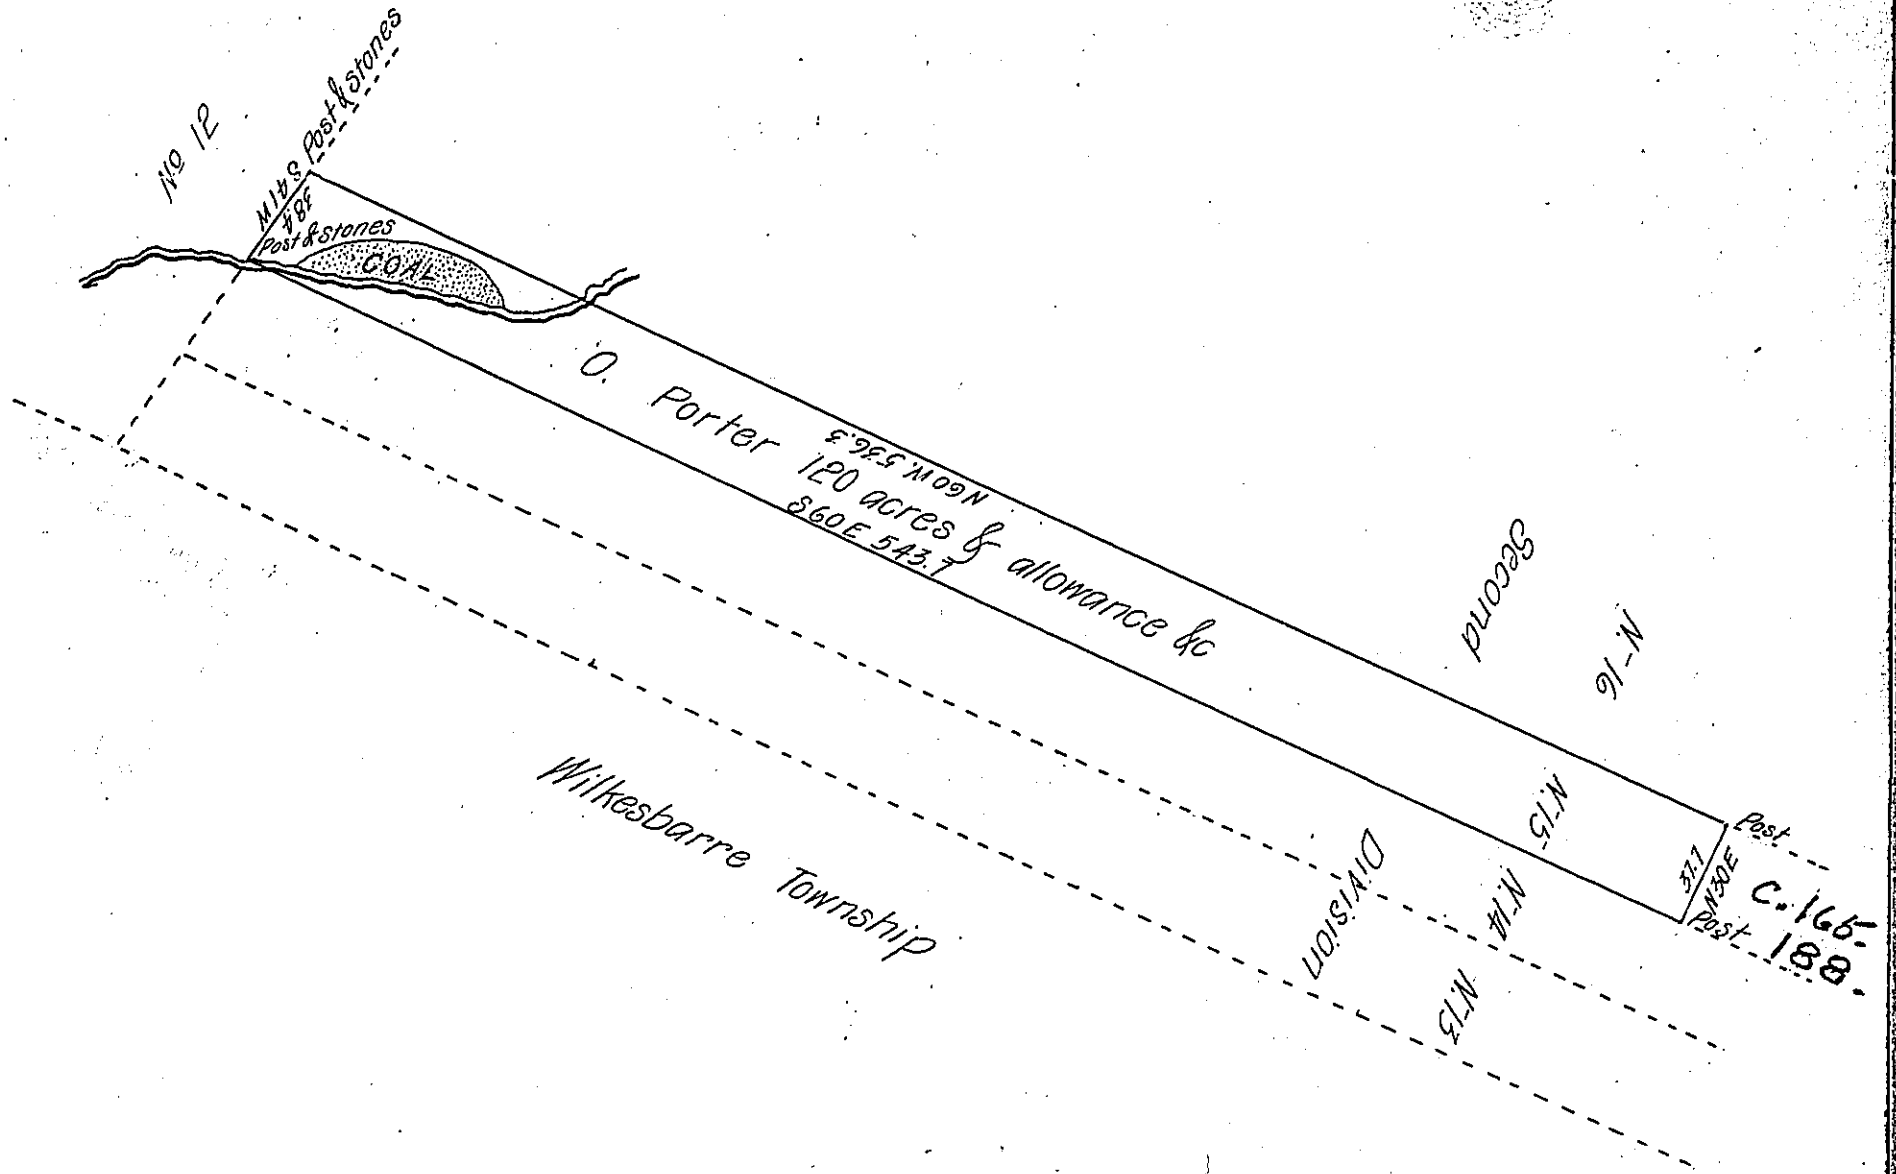 No 12
Post & stones
S41W
38.4
Post & stones
COAL
O. Porter
120 acres & allowance &c
N60W. 536.3
S60E 543.7
Second
Division
N-16
N.15
N.14
N.13
Post
37.7
N30E
Post
C. 165-
188.
Wilkesbarre Township